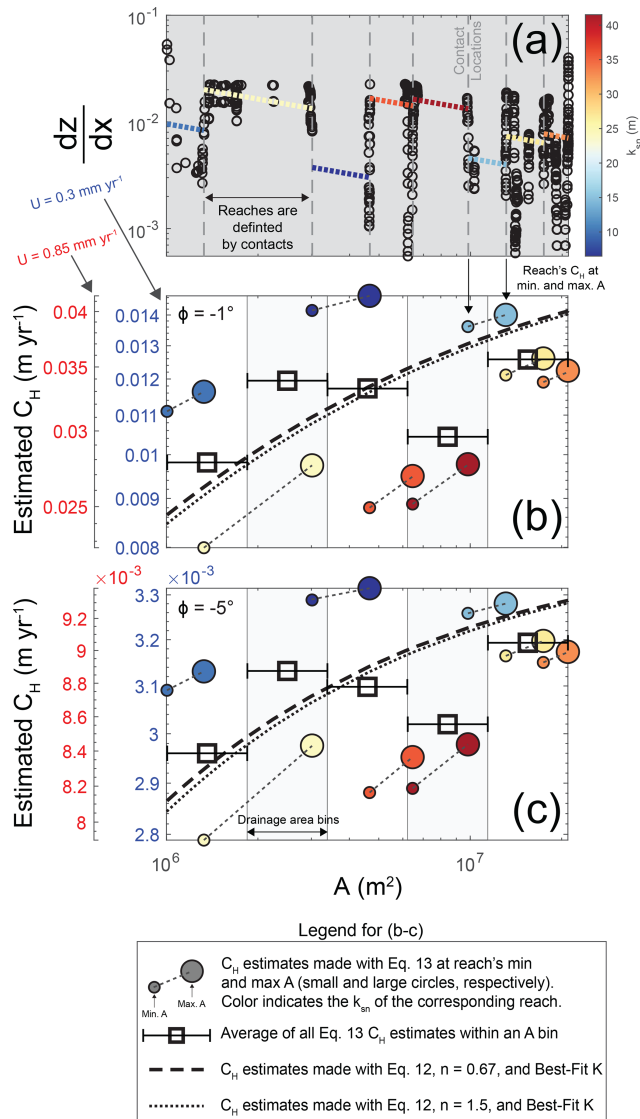 10⁻¹
(a)
Contact
Locations
dz
dx
10⁻²
10⁻³
Reaches are
definted
by contacts
40
35
30
25
20
15
10
kₛₙ (m)
U = 0.3 mm yr⁻¹
U = 0.85 mm yr⁻¹
Reach's C_H at
min. and max. A
ϕ = -1°
0.04
0.035
0.03
0.025
0.014
0.013
0.012
0.011
0.01
0.009
0.008
Estimated C_H (m yr⁻¹)
(b)
×10⁻³
×10⁻³
ϕ = -5°
9.2
9
8.8
8.6
8.4
8.2
8
3.3
3.2
3.1
3
2.9
2.8
Estimated C_H (m yr⁻¹)
Drainage area bins
(c)
10⁶
10⁷
A (m²)
Legend for (b-c)
C_H estimates made with Eq. 13 at reach's min
and max A (small and large circles, respectively).
Color indicates the kₛₙ of the corresponding reach.
Min. A
Max. A
Average of all Eq. 13 C_H estimates within an A bin
C_H estimates made with Eq. 12, n = 0.67, and Best-Fit K
C_H estimates made with Eq. 12, n = 1.5, and Best-Fit K